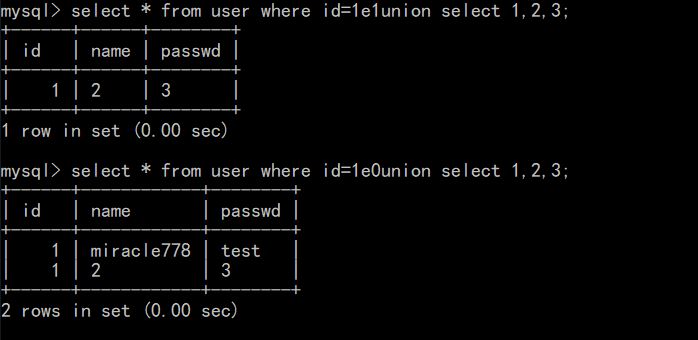 mysql> select * from user where id=1e1union select 1,2,3;
+------+------+--------+
| id   | name | passwd |
+------+------+--------+
|    1 | 2    | 3      |
+------+------+--------+
1 row in set (0.00 sec)
mysql> select * from user where id=1e0union select 1,2,3;
+------+------------+--------+
| id   | name       | passwd |
+------+------------+--------+
|    1 | miracle778 | test   |
|    1 | 2          | 3      |
+------+------------+--------+
2 rows in set (0.00 sec)